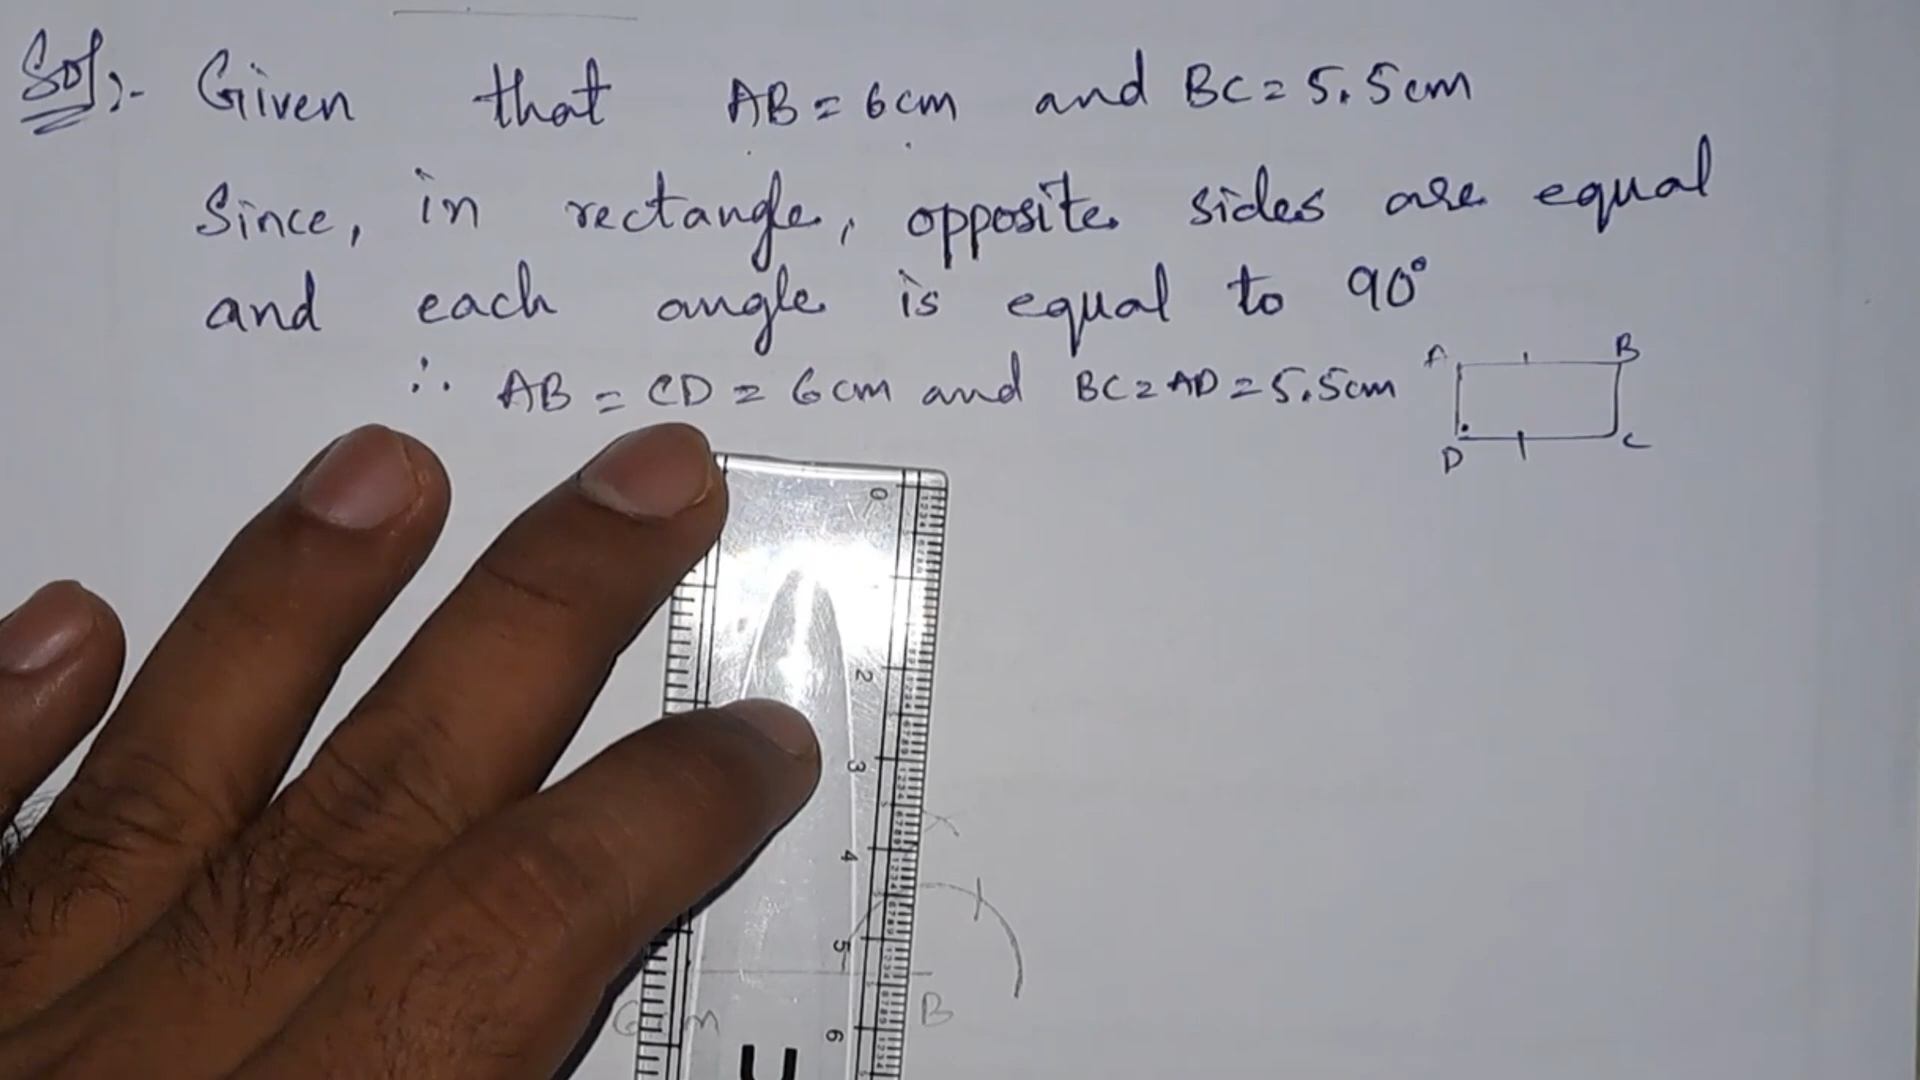 Sol:- Given that AB = 6cm and BC = 5.5cm
Since, in rectangle, opposite sides are equal
and each angle is equal to 90°
∴ AB = CD = 6cm and BC = AD = 5.5cm
A B
D C
0
2
3
4
5
6
B